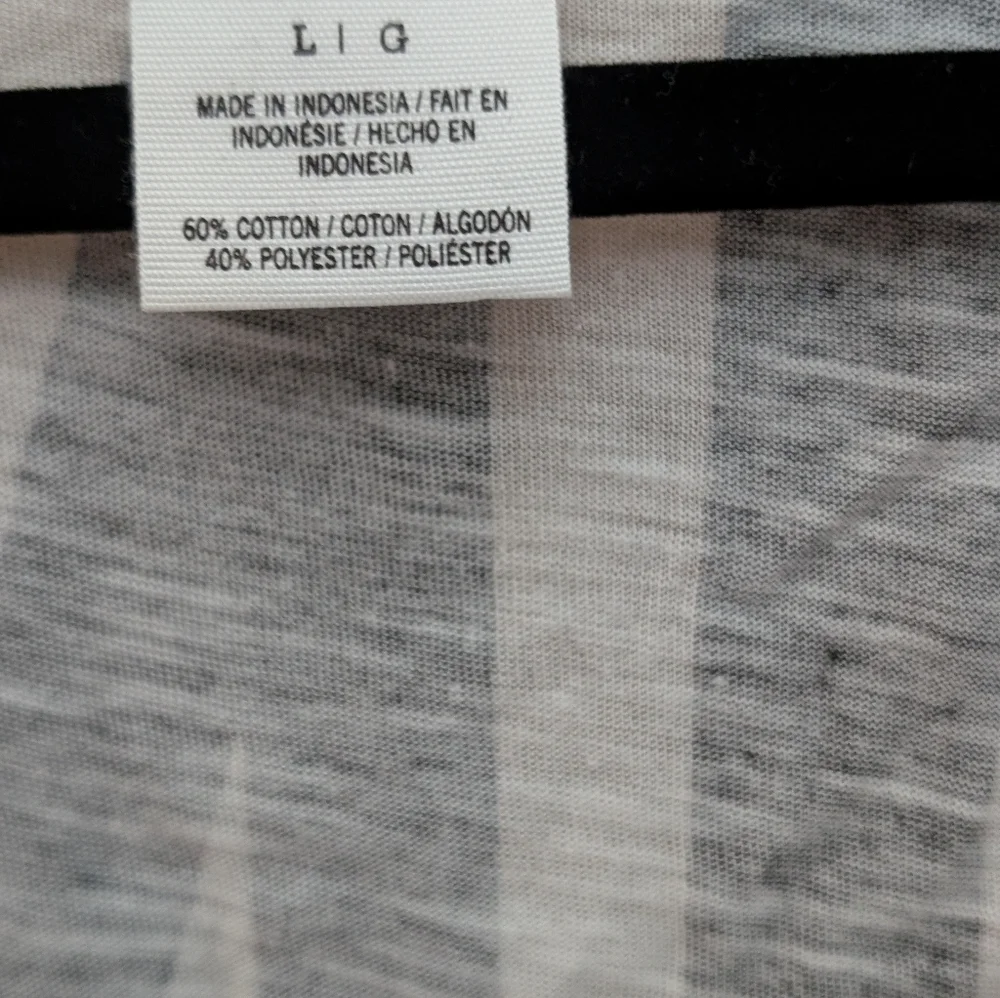 L | G
MADE IN INDONESIA / FAIT EN
INDONÉSIE / HECHO EN
INDONESIA
60% COTTON / COTON / ALGODÓN
40% POLYESTER / POLIÉSTER